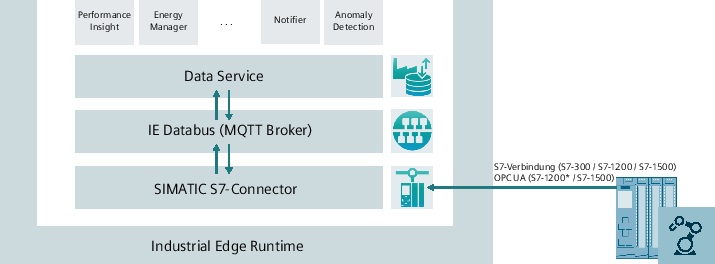 Performance
Insight
Energy
Manager
. . .
Notifier
Anomaly
Detection
Data Service
IE Databus (MQTT Broker)
S7-Verbindung (S7-300 / S7-1200 / S7-1500)
OPC UA (S7-1200* / S7-1500)
SIMATIC S7-Connector
Industrial Edge Runtime